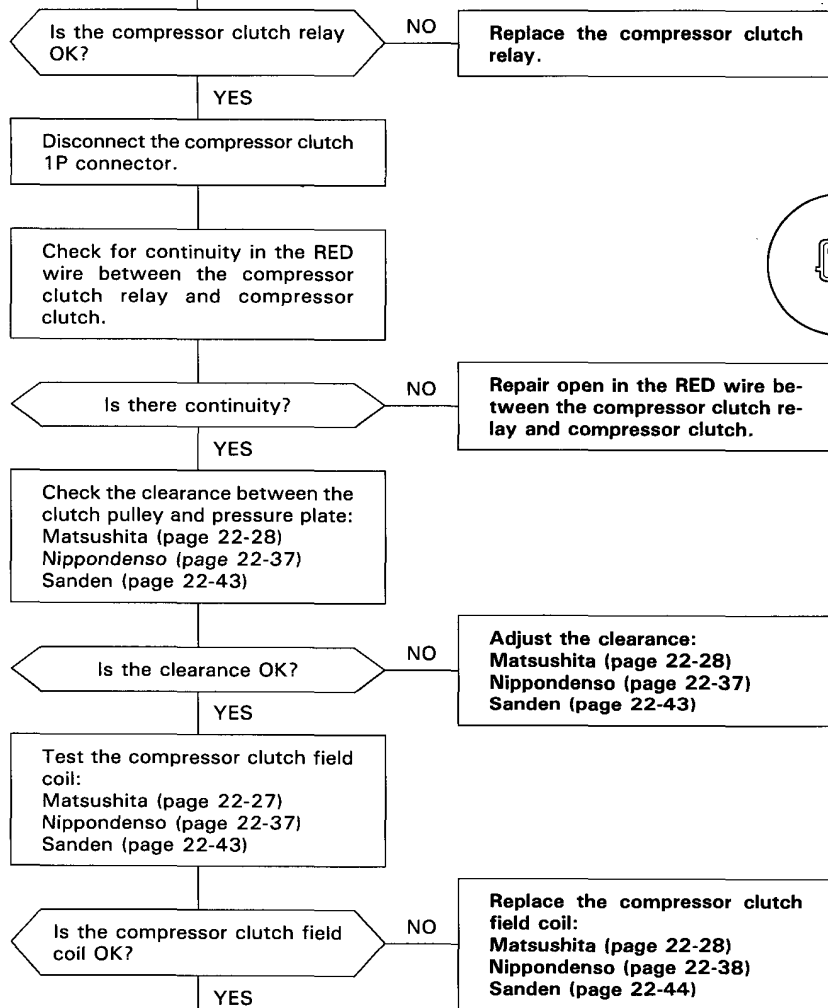 Is the compressor clutch relay
OK?
NO
Replace the compressor clutch
relay.
YES
Disconnect the compressor clutch
1P connector.
Check for continuity in the RED
wire between the compressor
clutch relay and compressor
clutch.
Is there continuity?
NO
Repair open in the RED wire be-
tween the compressor clutch re-
lay and compressor clutch.
YES
Check the clearance between the
clutch pulley and pressure plate:
Matsushita (page 22-28)
Nippondenso (page 22-37)
Sanden (page 22-43)
Is the clearance OK?
NO
Adjust the clearance:
Matsushita (page 22-28)
Nippondenso (page 22-37)
Sanden (page 22-43)
YES
Test the compressor clutch field
coil:
Matsushita (page 22-27)
Nippondenso (page 22-37)
Sanden (page 22-43)
Is the compressor clutch field
coil OK?
NO
Replace the compressor clutch
field coil:
Matsushita (page 22-28)
Nippondenso (page 22-38)
Sanden (page 22-44)
YES